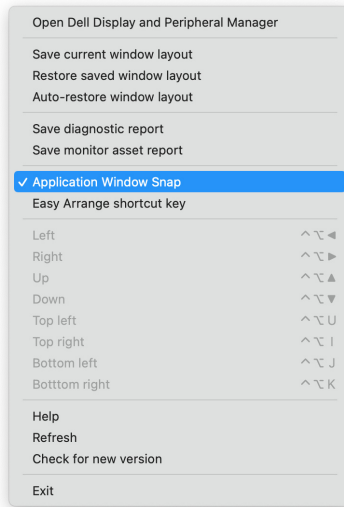 Open Dell Display and Peripheral Manager
Save current window layout
Restore saved window layout
Auto-restore window layout
Save diagnostic report
Save monitor asset report
✓ Application Window Snap
Easy Arrange shortcut key
Left ^⌥◀
Right ^⌥▶
Up ^⌥▲
Down ^⌥▼
Top left ^⌥U
Top right ^⌥I
Bottom left ^⌥J
Botttom right ^⌥K
Help
Refresh
Check for new version
Exit